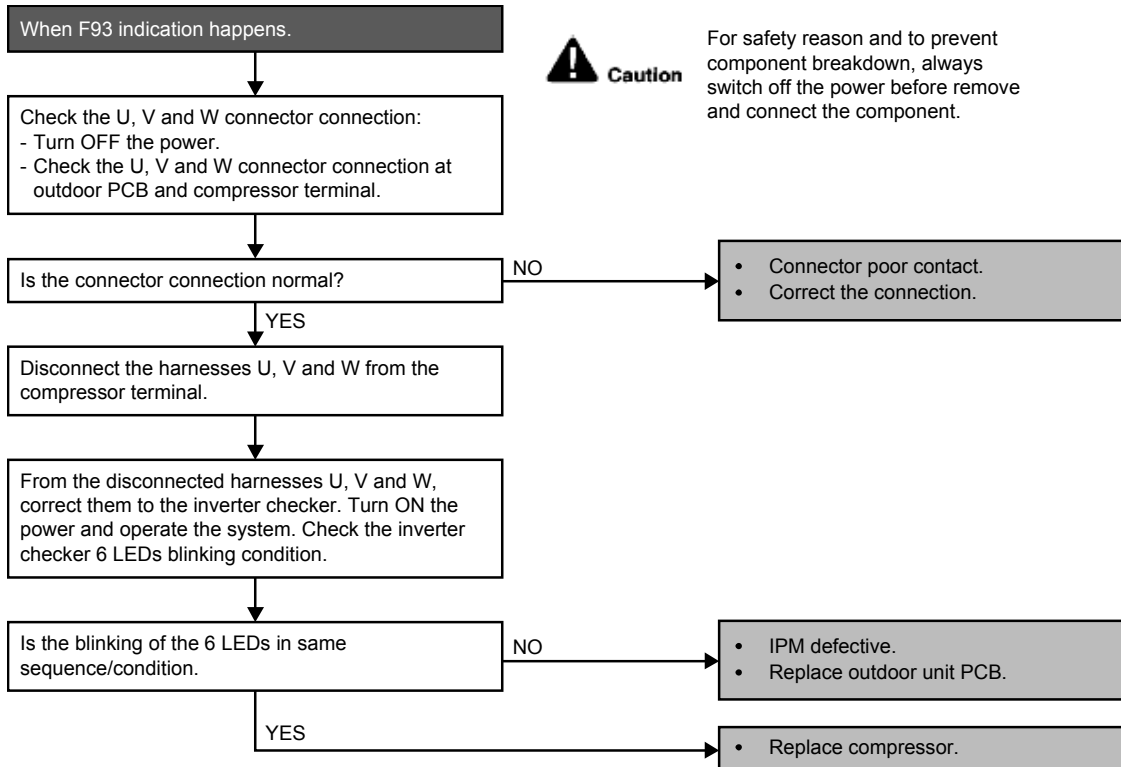 When F93 indication happens.
Caution
For safety reason and to prevent
component breakdown, always
switch off the power before remove
and connect the component.
Check the U, V and W connector connection:
- Turn OFF the power.
- Check the U, V and W connector connection at
outdoor PCB and compressor terminal.
Is the connector connection normal?
NO
• Connector poor contact.
• Correct the connection.
YES
Disconnect the harnesses U, V and W from the
compressor terminal.
From the disconnected harnesses U, V and W,
correct them to the inverter checker. Turn ON the
power and operate the system. Check the inverter
checker 6 LEDs blinking condition.
Is the blinking of the 6 LEDs in same
sequence/condition.
NO
• IPM defective.
• Replace outdoor unit PCB.
YES
• Replace compressor.